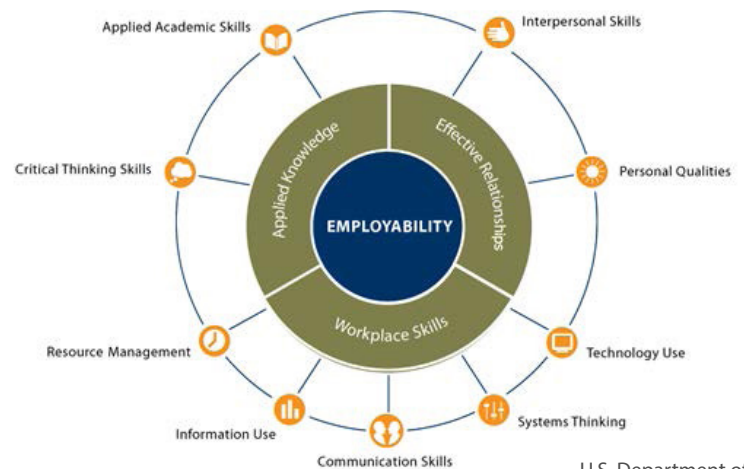 Applied Academic Skills
Interpersonal Skills
Applied Knowledge
Effective Relationships
Critical Thinking Skills
Personal Qualities
EMPLOYABILITY
Workplace Skills
Resource Management
Technology Use
Information Use
Systems Thinking
Communication Skills
U.S. Department of